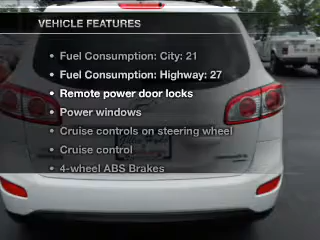 VEHICLE FEATURES
• Fuel Consumption: City: 21
• Fuel Consumption: Highway: 27
• Remote power door locks
• Power windows
• Cruise controls on steering wheel
• Cruise control
• 4-wheel ABS Brakes